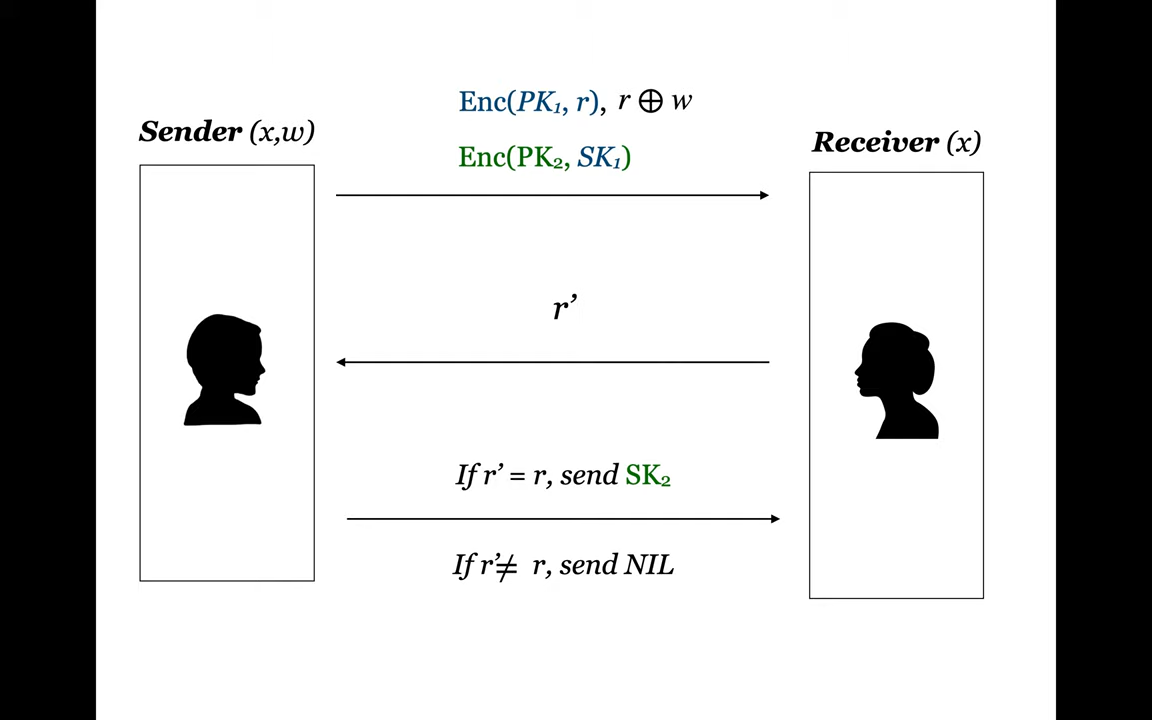 Sender (x,w)
Enc(PK₁, r), r ⊕ w
Enc(PK₂, SK₁)
Receiver (x)
r’
If r’ = r, send SK₂
If r’≠ r, send NIL